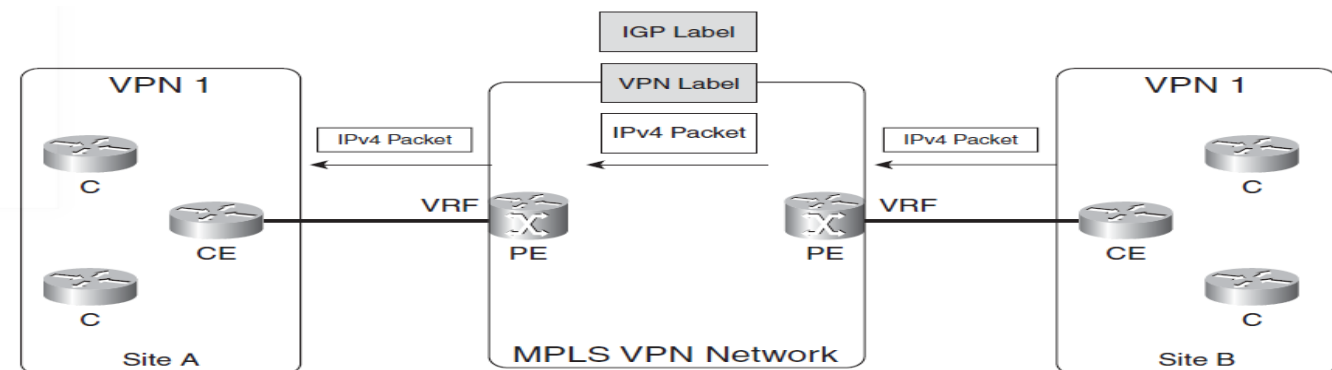 IGP Label
VPN 1
VPN Label
VPN 1
IPv4 Packet
IPv4 Packet
IPv4 Packet
C
C
VRF
VRF
CE
PE
PE
CE
C
C
Site A
MPLS VPN Network
Site B